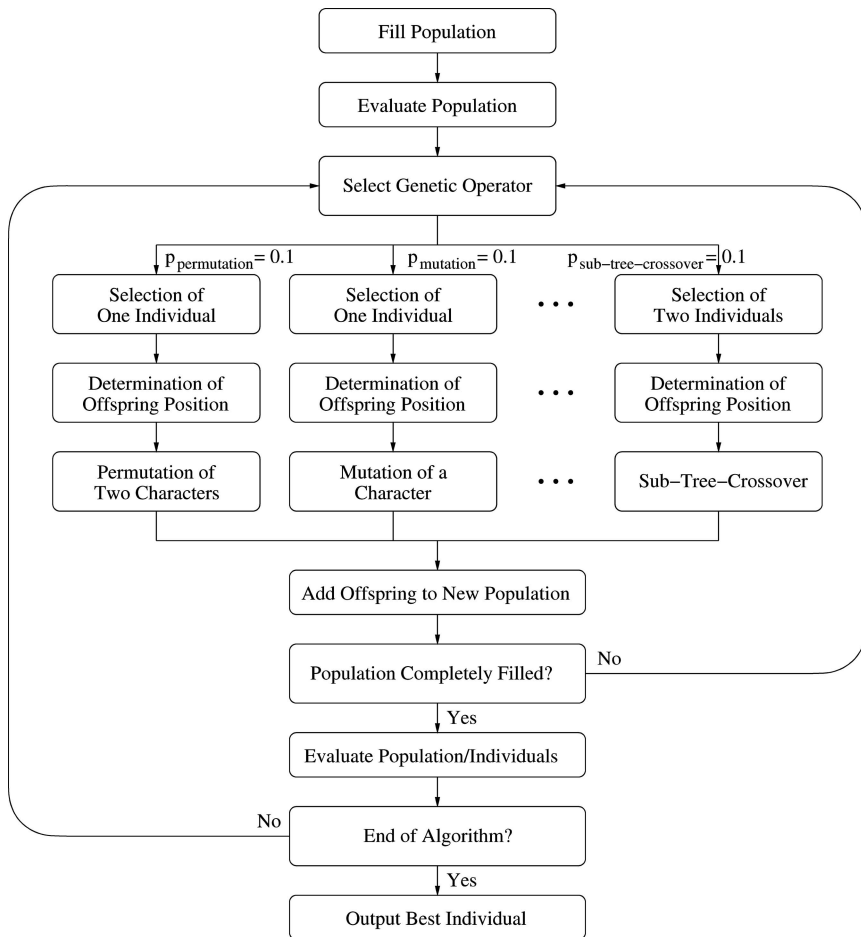 Fill Population
Evaluate Population
Select Genetic Operator
p permutation = 0.1
p mutation = 0.1
p sub−tree−crossover = 0.1
Selection of
One Individual
Selection of
One Individual
• • •
Selection of
Two Individuals
Determination of
Offspring Position
Determination of
Offspring Position
• • •
Determination of
Offspring Position
Permutation of
Two Characters
Mutation of a
Character
• • •
Sub−Tree−Crossover
Add Offspring to New Population
Population Completely Filled?
No
Yes
Evaluate Population/Individuals
No
End of Algorithm?
Yes
Output Best Individual